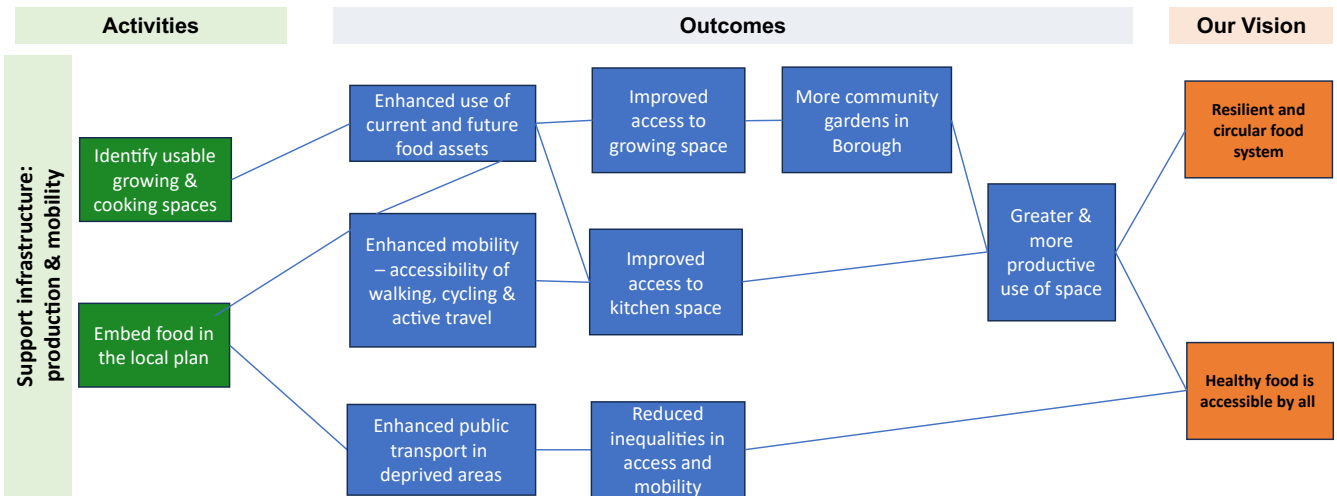 Activities
Outcomes
Our Vision
Support infrastructure:
production & mobility
Identify usable
growing &
cooking spaces
Embed food in
the local plan
Enhanced use of
current and future
food assets
Enhanced mobility
– accessibility of
walking, cycling &
active travel
Enhanced public
transport in
deprived areas
Improved
access to
growing space
Improved
access to
kitchen space
Reduced
inequalities in
access and
mobility
More community
gardens in
Borough
Greater &
more
productive
use of space
Resilient and
circular food
system
Healthy food is
accessible by all